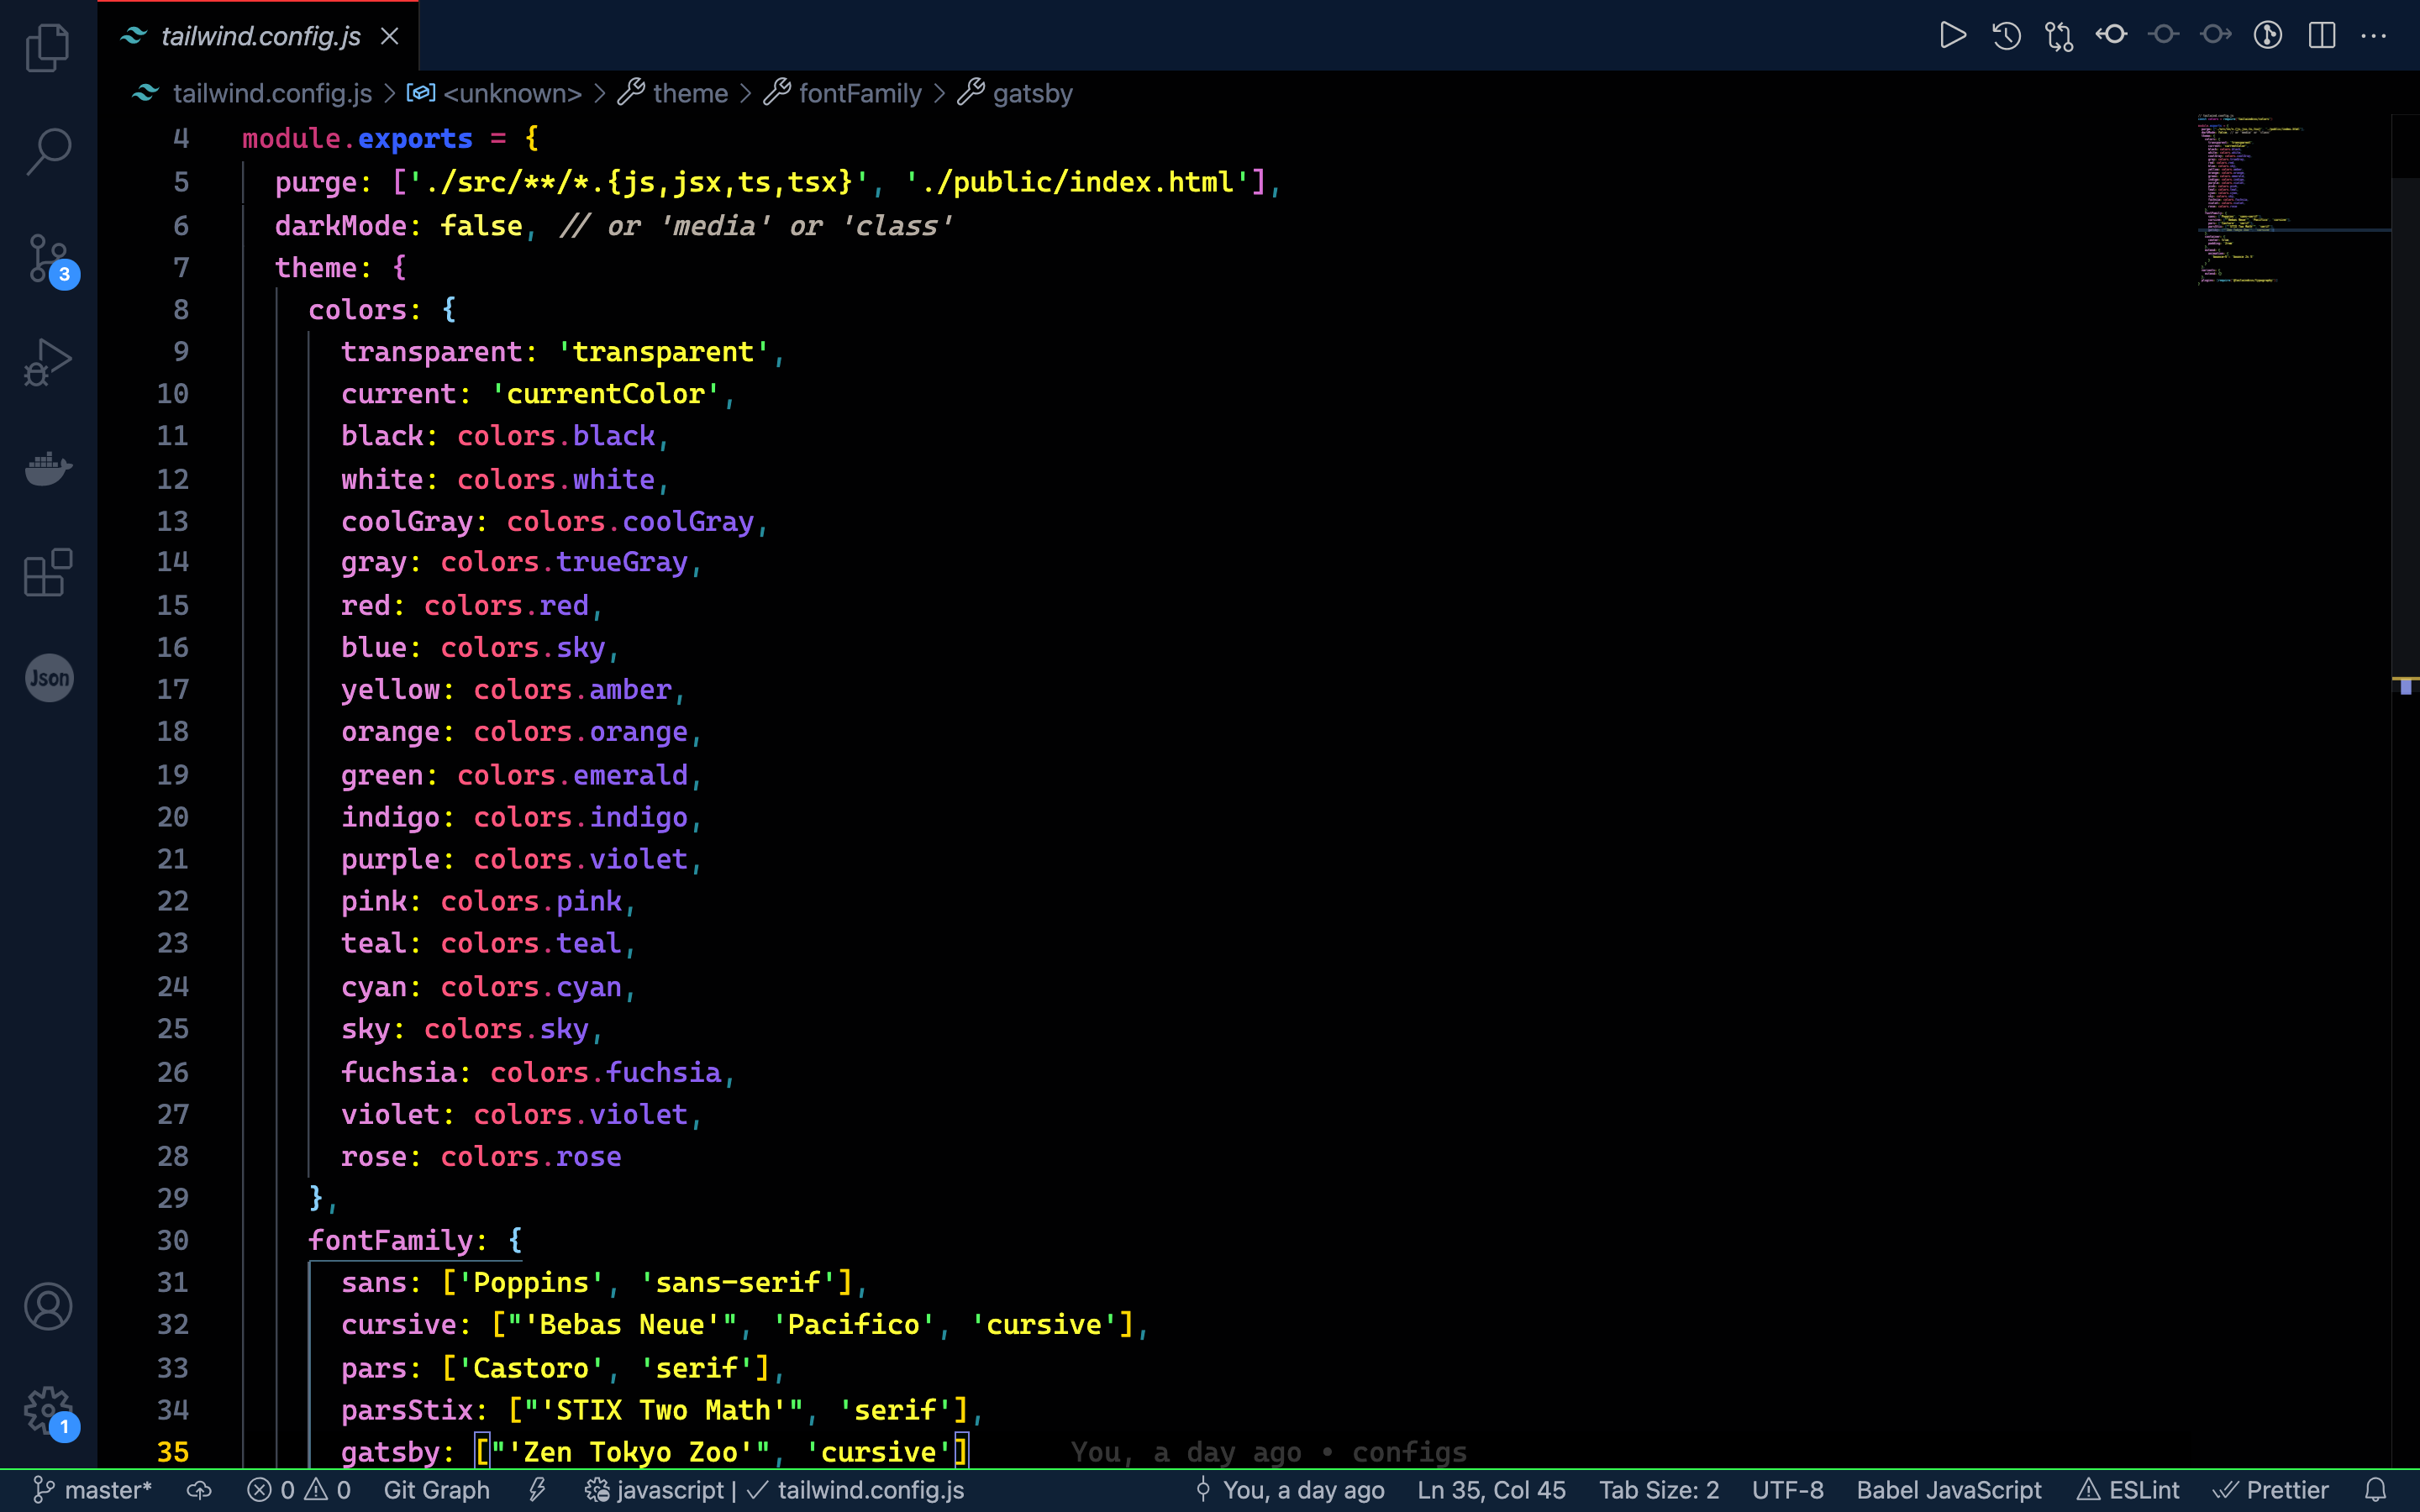 tailwind.config.js
tailwind.config.js > <unknown> > theme > fontFamily > gatsby
4 module.exports = {
5 purge: ['./src/**/*.{js,jsx,ts,tsx}', './public/index.html'],
6 darkMode: false, // or 'media' or 'class'
7 theme: {
8 colors: {
9 transparent: 'transparent',
10 current: 'currentColor',
11 black: colors.black,
12 white: colors.white,
13 coolGray: colors.coolGray,
14 gray: colors.trueGray,
15 red: colors.red,
16 blue: colors.sky,
17 yellow: colors.amber,
18 orange: colors.orange,
19 green: colors.emerald,
20 indigo: colors.indigo,
21 purple: colors.violet,
22 pink: colors.pink,
23 teal: colors.teal,
24 cyan: colors.cyan,
25 sky: colors.sky,
26 fuchsia: colors.fuchsia,
27 violet: colors.violet,
28 rose: colors.rose
29 },
30 fontFamily: {
31 sans: ['Poppins', 'sans-serif'],
32 cursive: ["'Bebas Neue'", 'Pacifico', 'cursive'],
33 pars: ['Castoro', 'serif'],
34 parsStix: ["'STIX Two Math'", 'serif'],
35 gatsby: ["'Zen Tokyo Zoo'", 'cursive'] You, a day ago • configs
3
Json
1
master* 0 0 Git Graph javascript | ✓ tailwind.config.js You, a day ago Ln 35, Col 45 Tab Size: 2 UTF-8 Babel JavaScript ESLint Prettier